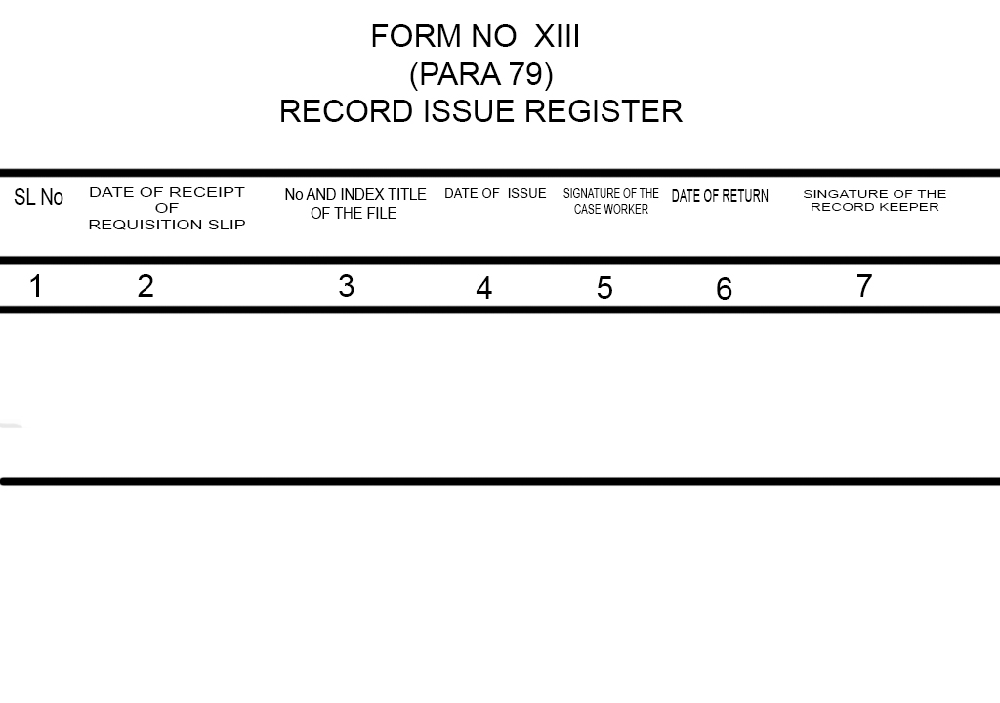 FORM NO XIII
(PARA 79)
RECORD ISSUE REGISTER
SL No
DATE OF RECEIPT
OF
REQUISITION SLIP
No AND INDEX TITLE
OF THE FILE
DATE OF ISSUE
SIGNATURE OF THE
CASE WORKER
DATE OF RETURN
SINGATURE OF THE
RECORD KEEPER
1 2 3 4 5 6 7